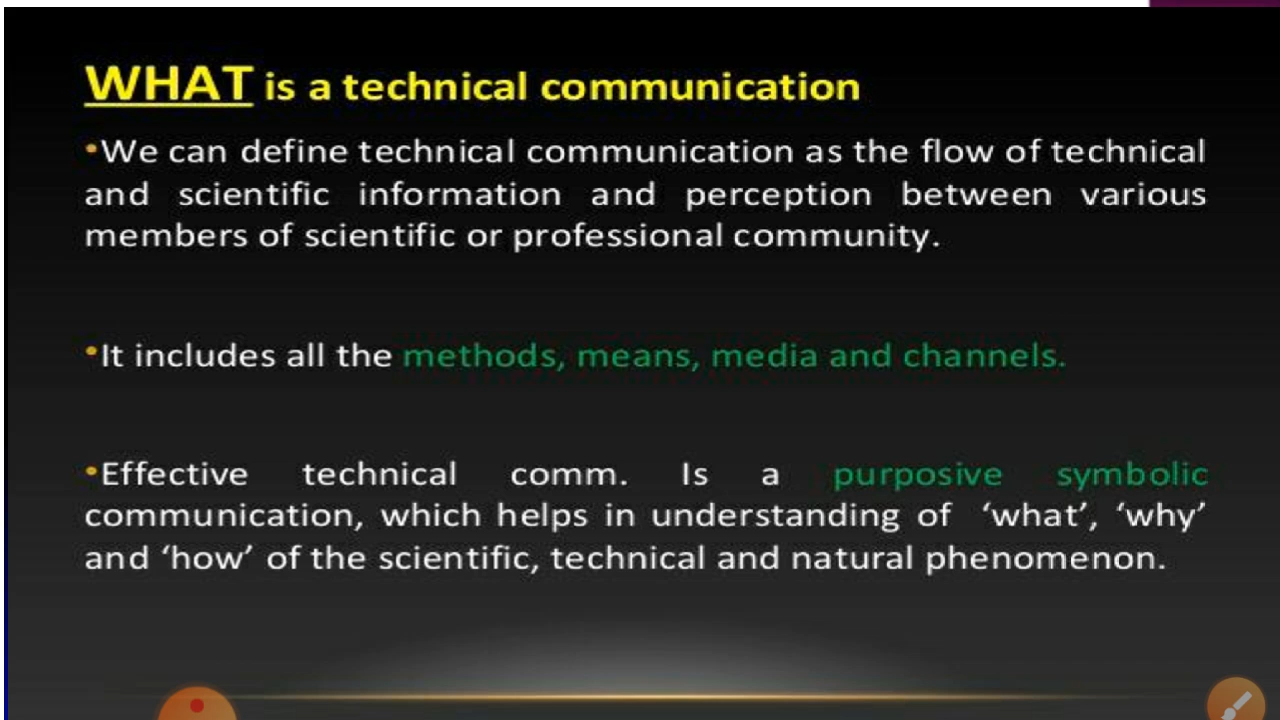 WHAT is a technical communication
•We can define technical communication as the flow of technical
and scientific information and perception between various
members of scientific or professional community.
•It includes all the methods, means, media and channels.
•Effective technical comm. Is a purposive symbolic
communication, which helps in understanding of ‘what’, ‘why’
and ‘how’ of the scientific, technical and natural phenomenon.